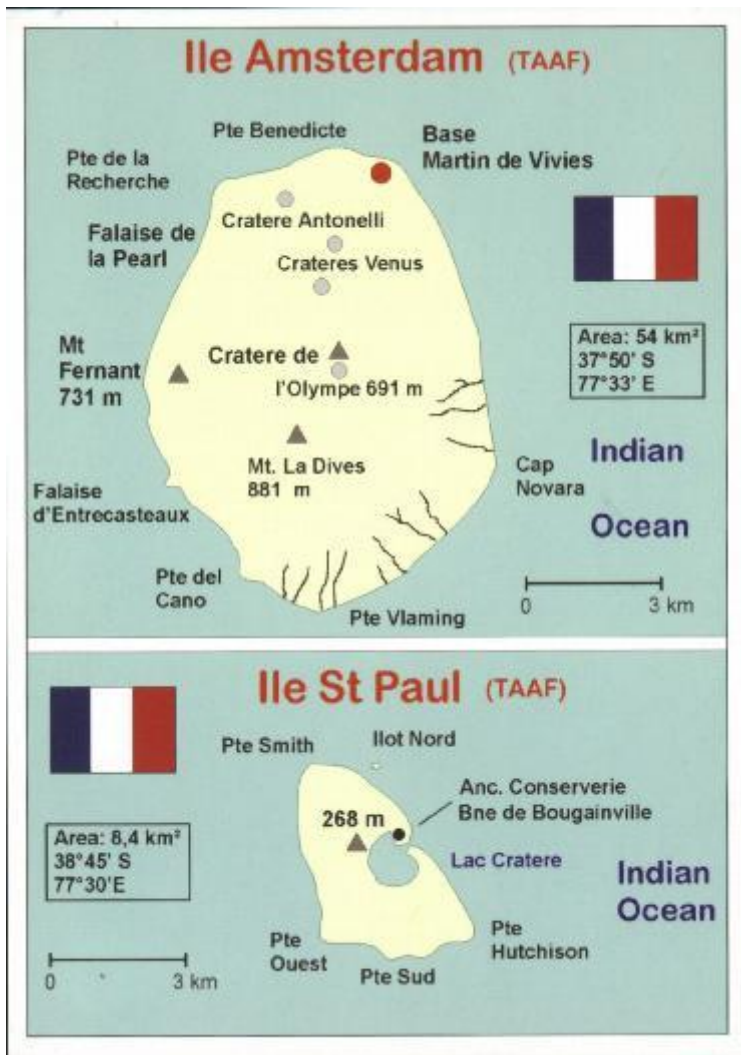 Ile Amsterdam (TAAF)
Pte Benedicte
Base
Martin de Vivies
Pte de la
Recherche
Cratere Antonelli
Falaise de
la Pearl
Crateres Venus
Mt
Fernant
731 m
Cratere de
l'Olympe 691 m
Area: 54 km²
37°50' S
77°33' E
Mt. La Dives
881 m
Indian
Ocean
Cap
Novara
Falaise
d'Entrecasteaux
Pte del
Cano
Pte Vlaming
0 3 km
Ile St Paul (TAAF)
Pte Smith
Ilot Nord
Anc. Conserverie
Bne de Bougainville
268 m
Area: 8,4 km²
38°45' S
77°30'E
Lac Cratere
Indian
Ocean
Pte
Ouest
Pte
Hutchison
Pte Sud
0 3 km